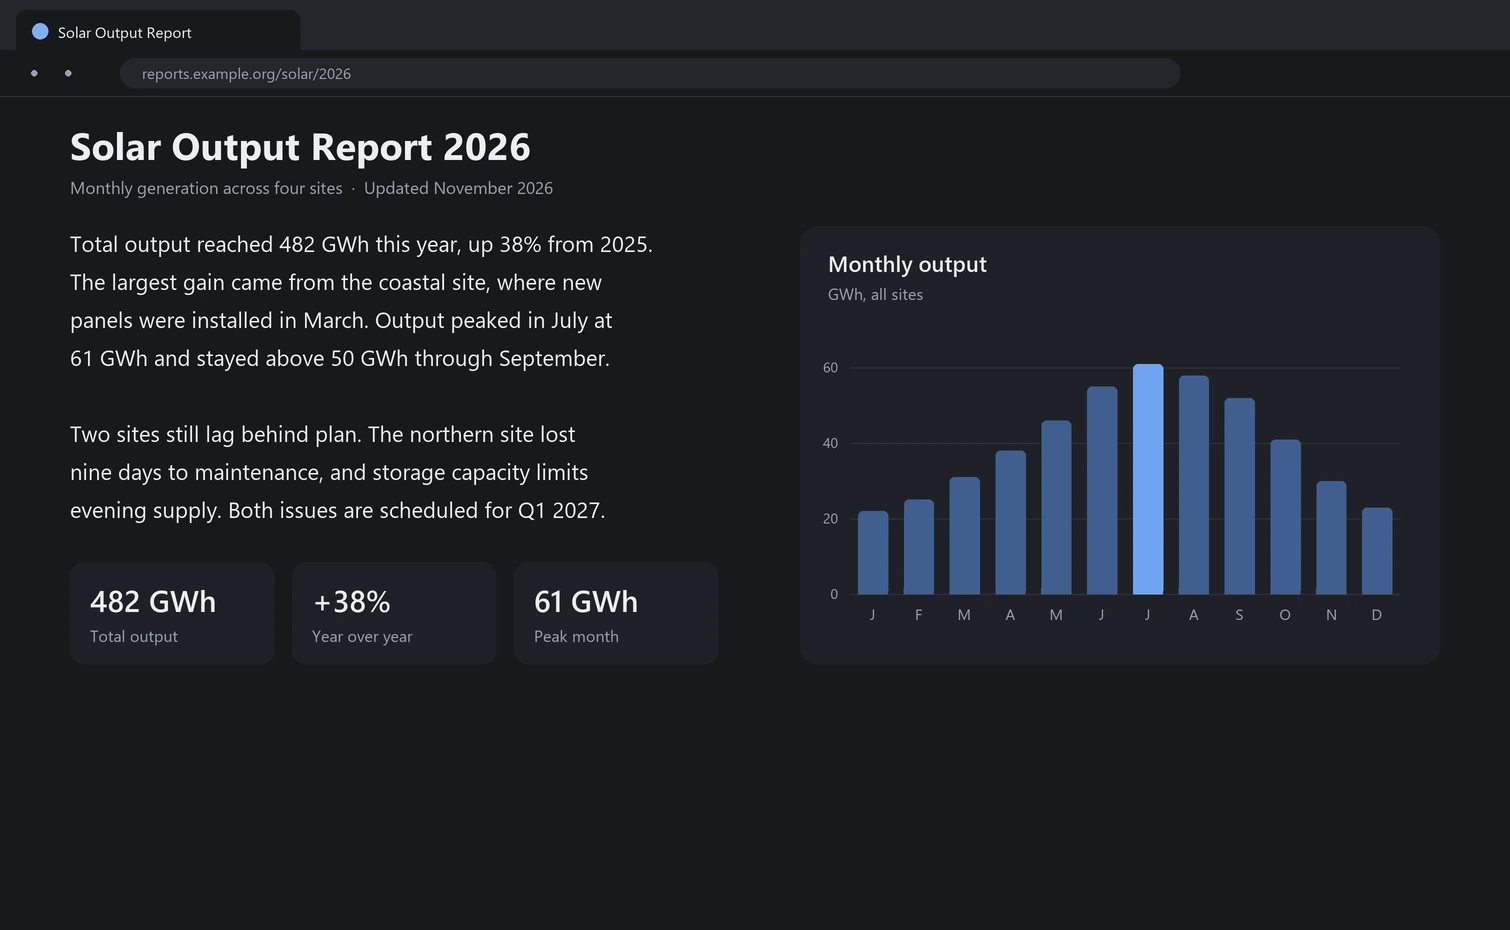 Solar Output Report
reports.example.org/solar/2026
Solar Output Report 2026
Monthly generation across four sites · Updated November 2026
Total output reached 482 GWh this year, up 38% from 2025.
The largest gain came from the coastal site, where new
panels were installed in March. Output peaked in July at
61 GWh and stayed above 50 GWh through September.
Two sites still lag behind plan. The northern site lost
nine days to maintenance, and storage capacity limits
evening supply. Both issues are scheduled for Q1 2027.
482 GWh
Total output
+38%
Year over year
61 GWh
Peak month
Monthly output
GWh, all sites
60
40
20
0
J F M A M J J A S O N D